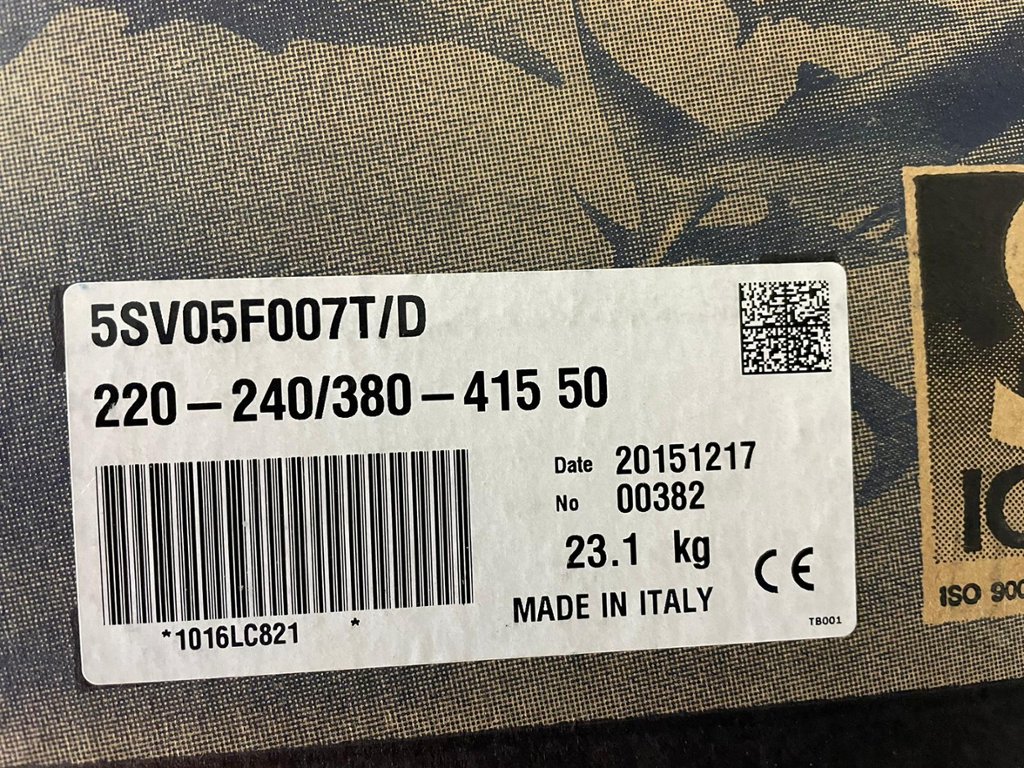 5SV05F007T/D
220 – 240/380 – 415 50
Date 20151217
No 00382
23.1 kg
CE
MADE IN ITALY
TB001
*1016LC821 *
ISO